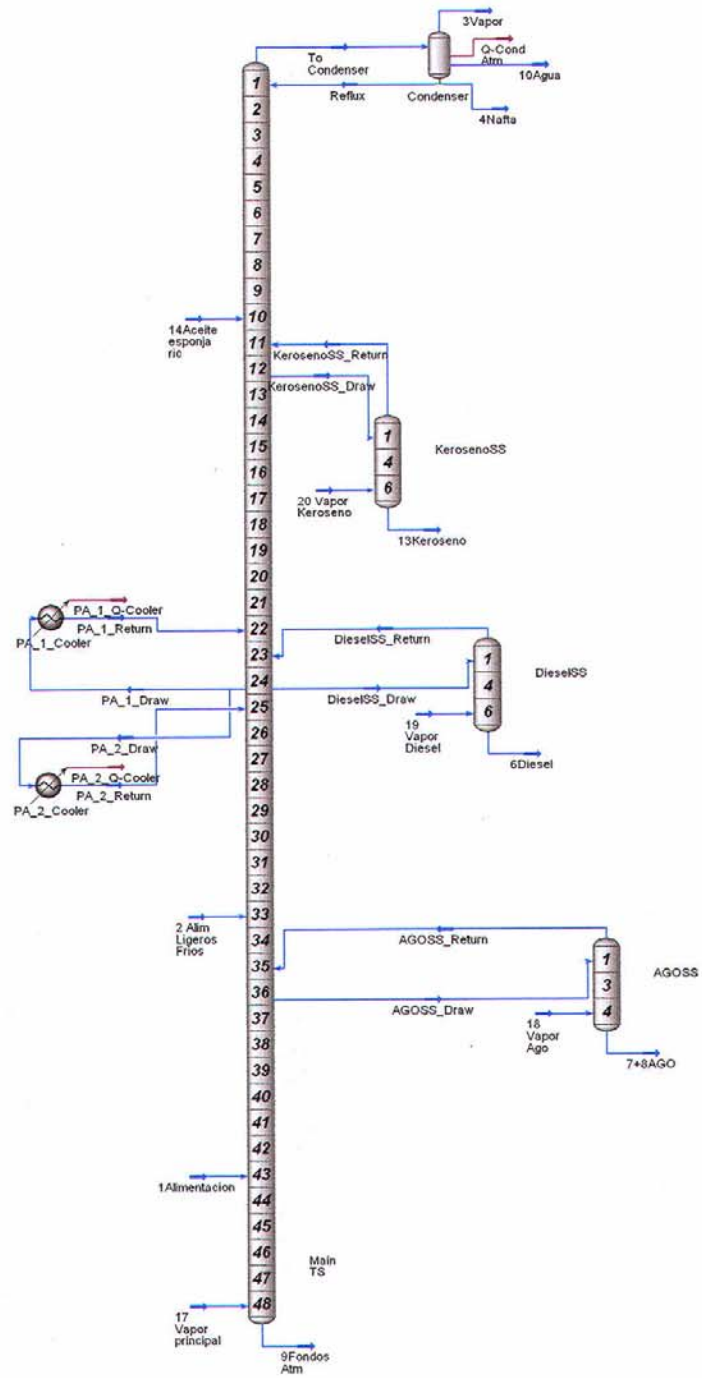 3Vapor
Q-Cond
Atm
To
Condenser
10Agua
Reflux
Condenser
4Nafta
1
2
3
4
5
6
7
8
9
10
14Aceite
esponja
ric
11
KerosenoSS_Return
12
KerosenoSS_Draw
13
14
15
16
17
18
19
20
21
22
23
24
25
26
27
28
29
30
31
32
33
34
35
36
37
38
39
40
41
42
43
44
45
46
47
48
1
4
6
KerosenoSS
20 Vapor
Keroseno
13Keroseno
PA_1_Q-Cooler
PA_1_Return
PA_1_Cooler
PA_1_Draw
PA_2_Draw
PA_2_Q-Cooler
PA_2_Return
PA_2_Cooler
DieselSS_Return
DieselSS_Draw
1
4
6
DieselSS
19
Vapor
Diesel
6Diesel
2 Alim
Ligeros
Frios
AGOSS_Return
AGOSS_Draw
1
3
4
AGOSS
18
Vapor
Ago
7+8AGO
1Alimentacion
Main
TS
17
Vapor
principal
9Fondos
Atm